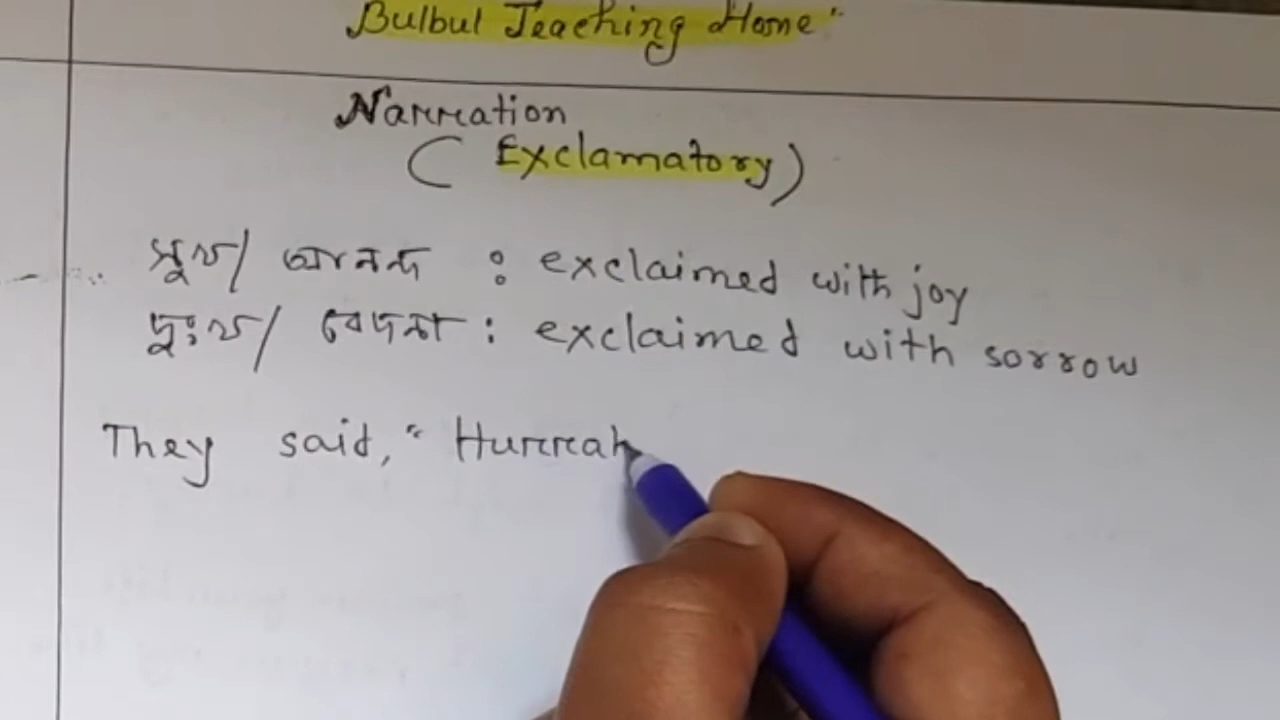 Bulbul Teaching Home"
Narration
(Exclamatory)
সুখ/ আনন্দ : exclaimed with joy
দুঃখ/ বেদনা : exclaimed with sorrow
They said, "Hurrah